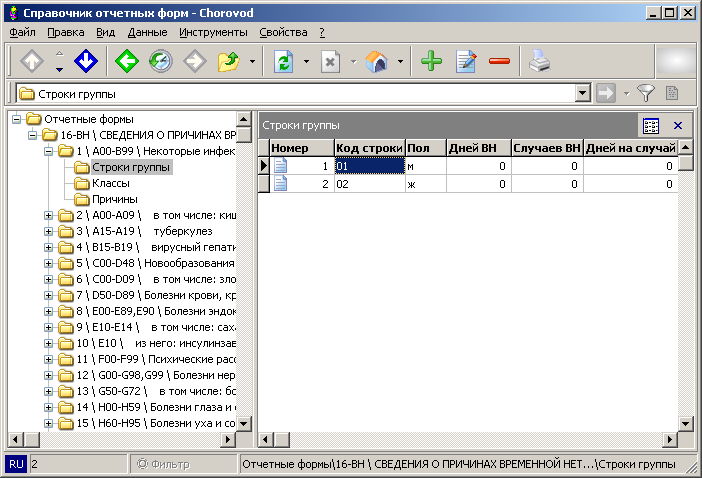 Справочник отчетных форм - Chorovod
Файл Правка Вид Данные Инструменты Свойства ?
Строки группы
Отчетные формы
16-ВН \ СВЕДЕНИЯ О ПРИЧИНАХ ВР
1 \ A00-B99 \ Некоторые инфек
Строки группы
Классы
Причины
2 \ A00-A09 \ в том числе: киш
3 \ A15-A19 \ туберкулез
4 \ B15-B19 \ вирусный гепати
5 \ C00-D48 \ Новообразования
6 \ C00-D09 \ в том числе: зло
7 \ D50-D89 \ Болезни крови, кр
8 \ E00-E89,E90 \ Болезни эндок
9 \ E10-E14 \ в том числе: саха
10 \ E10 \ из него: инсулинзав
11 \ F00-F99 \ Психические расс
12 \ G00-G98,G99 \ Болезни нер
13 \ G50-G72 \ в том числе: бо
14 \ H00-H59 \ Болезни глаза и
15 \ H60-H95 \ Болезни уха и со
Строки группы
Номер Код строки Пол Дней ВН Случаев ВН Дней на случай
1 01 м 0 0 0
2 02 ж 0 0 0
RU 2 Фильтр Отчетные формы\16-ВН \ СВЕДЕНИЯ О ПРИЧИНАХ ВРЕМЕННОЙ НЕТ...\Строки группы